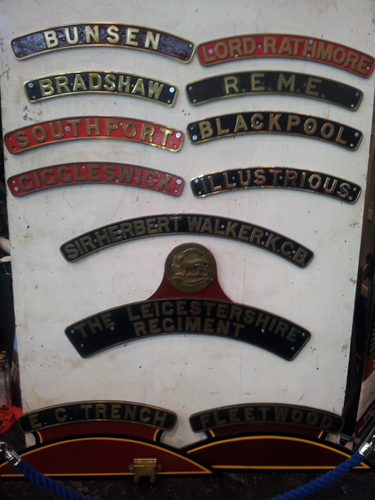 BUNSEN
LORD RATHMORE
BRADSHAW
R.E.M.E.
SOUTHPORT
BLACKPOOL
GIGGLESWICK
ILLUSTRIOUS
SIR HERBERT WALKER K.C.B.
THE LEICESTERSHIRE
REGIMENT
E. C. TRENCH
FLEETWOOD